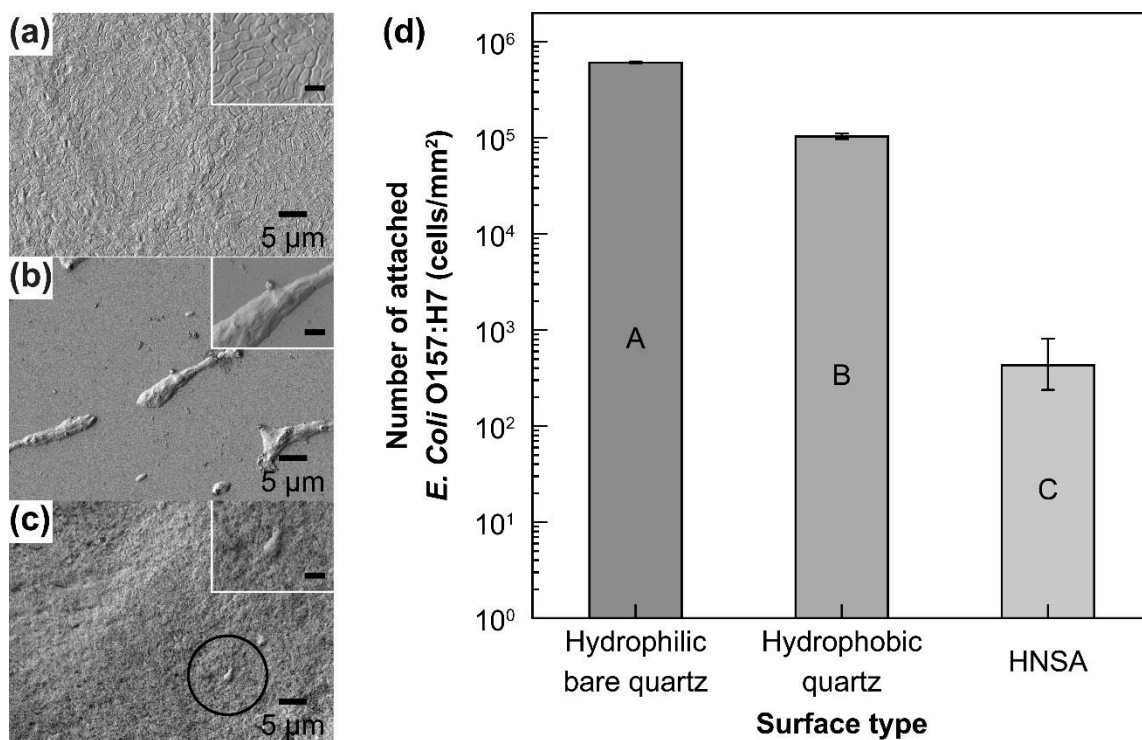 (a)
5 μm
(b)
5 μm
(c)
5 μm
(d)
Number of attached
E. Coli O157:H7 (cells/mm²)
10⁶
10⁵
10⁴
10³
10²
10¹
10⁰
A
B
C
Hydrophilic
bare quartz
Hydrophobic
quartz
HNSA
Surface type